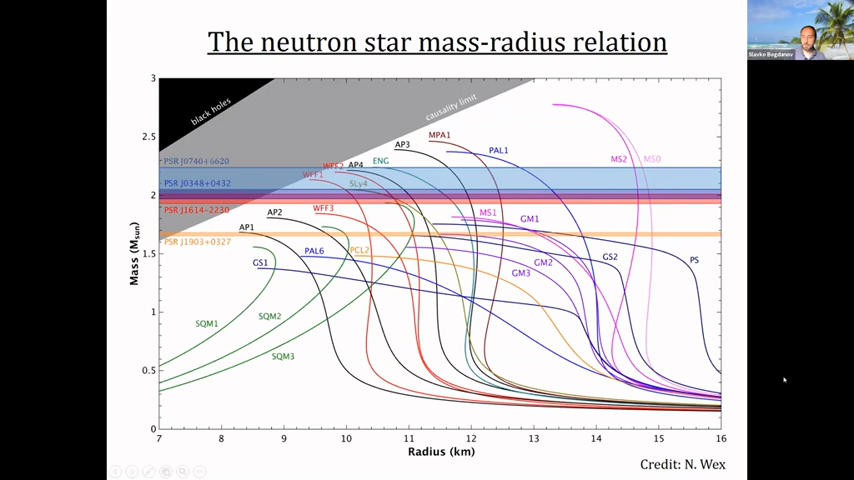 The neutron star mass-radius relation
Slavko Bogdanov
3
2.5
2
1.5
1
0.5
0
Mass (Msun)
black holes
causality limit
PSR J0740+6620
PSR J0348+0432
PSR J1614-2230
PSR J1903+0327
MPA1
AP3
PAL1
ENG
WFF2
AP4
WFF1
SLy4
MS2
MS0
AP2
WFF3
MS1
GM1
AP1
PAL6
PCL2
GS1
GM2
GM3
GS2
PS
SQM1
SQM2
SQM3
7
8
9
10
11
12
13
14
15
16
Radius (km)
Credit: N. Wex